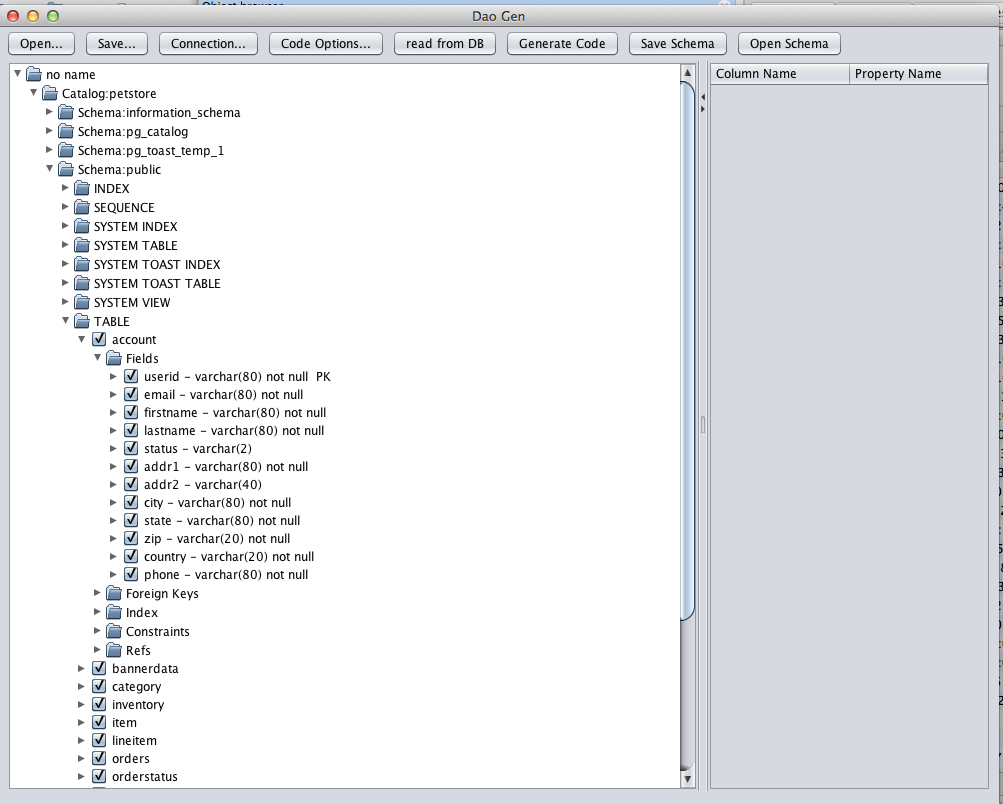 Dao Gen
Open... Save... Connection... Code Options... read from DB Generate Code Save Schema Open Schema
no name
Catalog:petstore
Schema:information_schema
Schema:pg_catalog
Schema:pg_toast_temp_1
Schema:public
INDEX
SEQUENCE
SYSTEM INDEX
SYSTEM TABLE
SYSTEM TOAST INDEX
SYSTEM TOAST TABLE
SYSTEM VIEW
TABLE
account
Fields
userid - varchar(80) not null PK
email - varchar(80) not null
firstname - varchar(80) not null
lastname - varchar(80) not null
status - varchar(2)
addr1 - varchar(80) not null
addr2 - varchar(40)
city - varchar(80) not null
state - varchar(80) not null
zip - varchar(20) not null
country - varchar(20) not null
phone - varchar(80) not null
Foreign Keys
Index
Constraints
Refs
bannerdata
category
inventory
item
lineitem
orders
orderstatus
Column Name Property Name